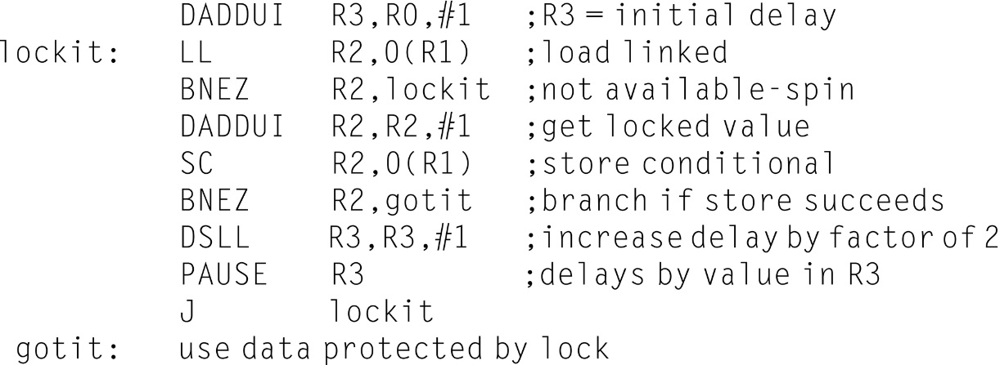 DADDUI R3,R0,#1 ;R3 = initial delay
lockit: LL R2,0(R1) ;load linked
BNEZ R2,lockit ;not available-spin
DADDUI R2,R2,#1 ;get locked value
SC R2,0(R1) ;store conditional
BNEZ R2,gotit ;branch if store succeeds
DSLL R3,R3,#1 ;increase delay by factor of 2
PAUSE R3 ;delays by value in R3
J lockit
gotit: use data protected by lock